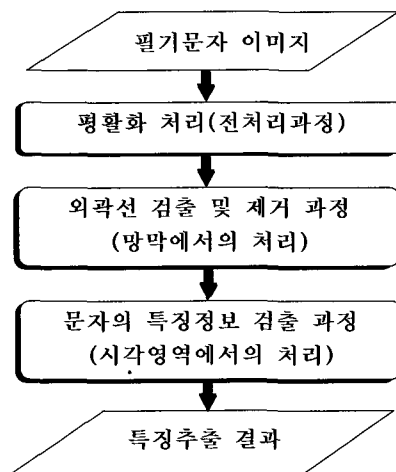 필기문자 이미지
평활화 처리(전처리과정)
외곽선 검출 및 제거 과정
(망막에서의 처리)
문자의 특징정보 검출 과정
(시각영역에서의 처리)
특징추출 결과